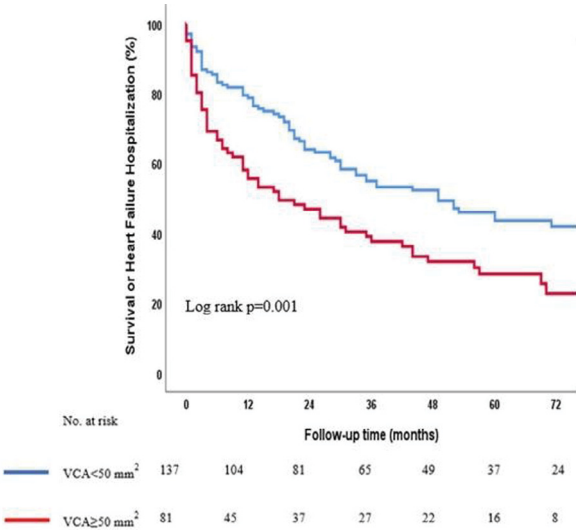 Survival or Heart Failure Hospitalization (%)
100
80
60
40
20
0
Log rank p=0.001
0 12 24 36 48 60 72
Follow-up time (months)
No. at risk
VCA<50 mm² 137 104 81 65 49 37 24
VCA≥50 mm² 81 45 37 27 22 16 8